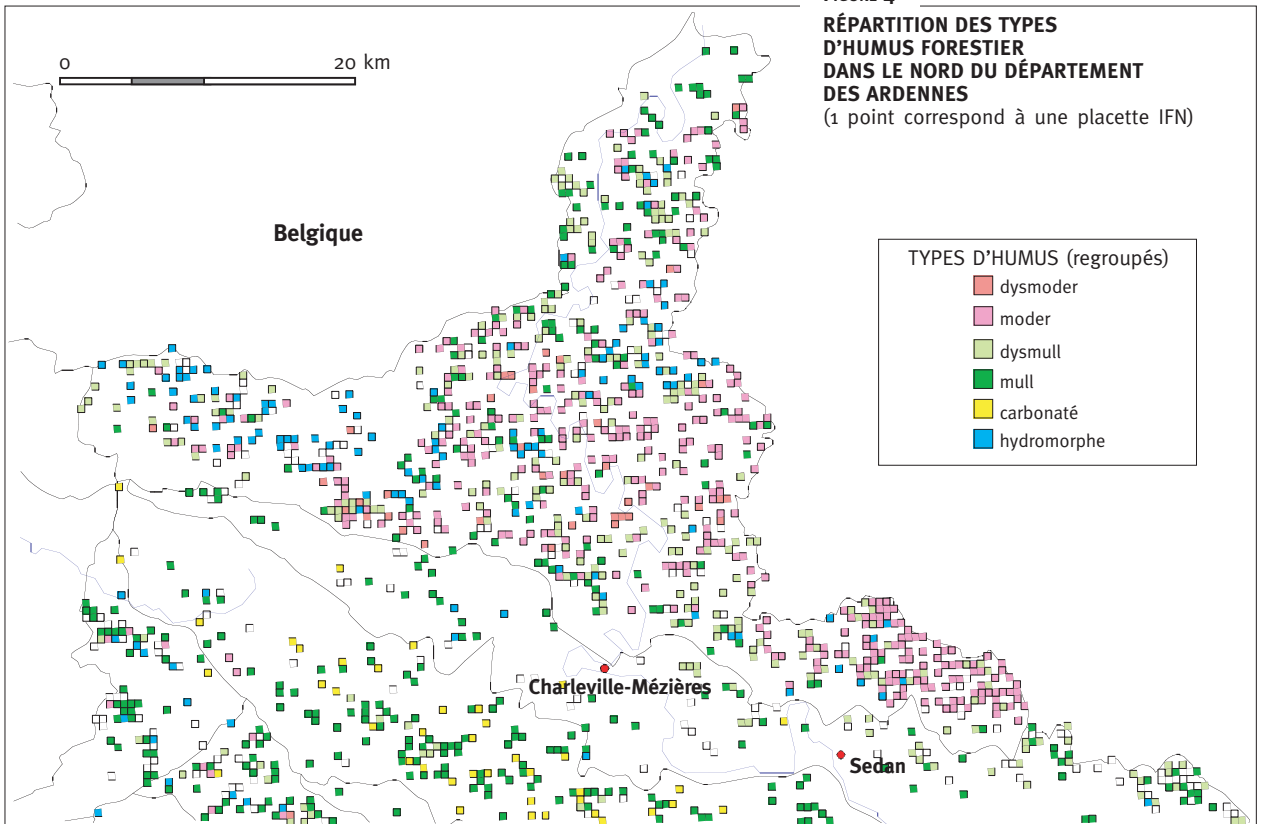 RÉPARTITION DES TYPES
D'HUMUS FORESTIER
DANS LE NORD DU DÉPARTEMENT
DES ARDENNES
(1 point correspond à une placette IFN)
0 20 km
Belgique
TYPES D'HUMUS (regroupés)
dysmoder
moder
dysmull
mull
carbonaté
hydromorphe
Charleville-Mézières
Sedan